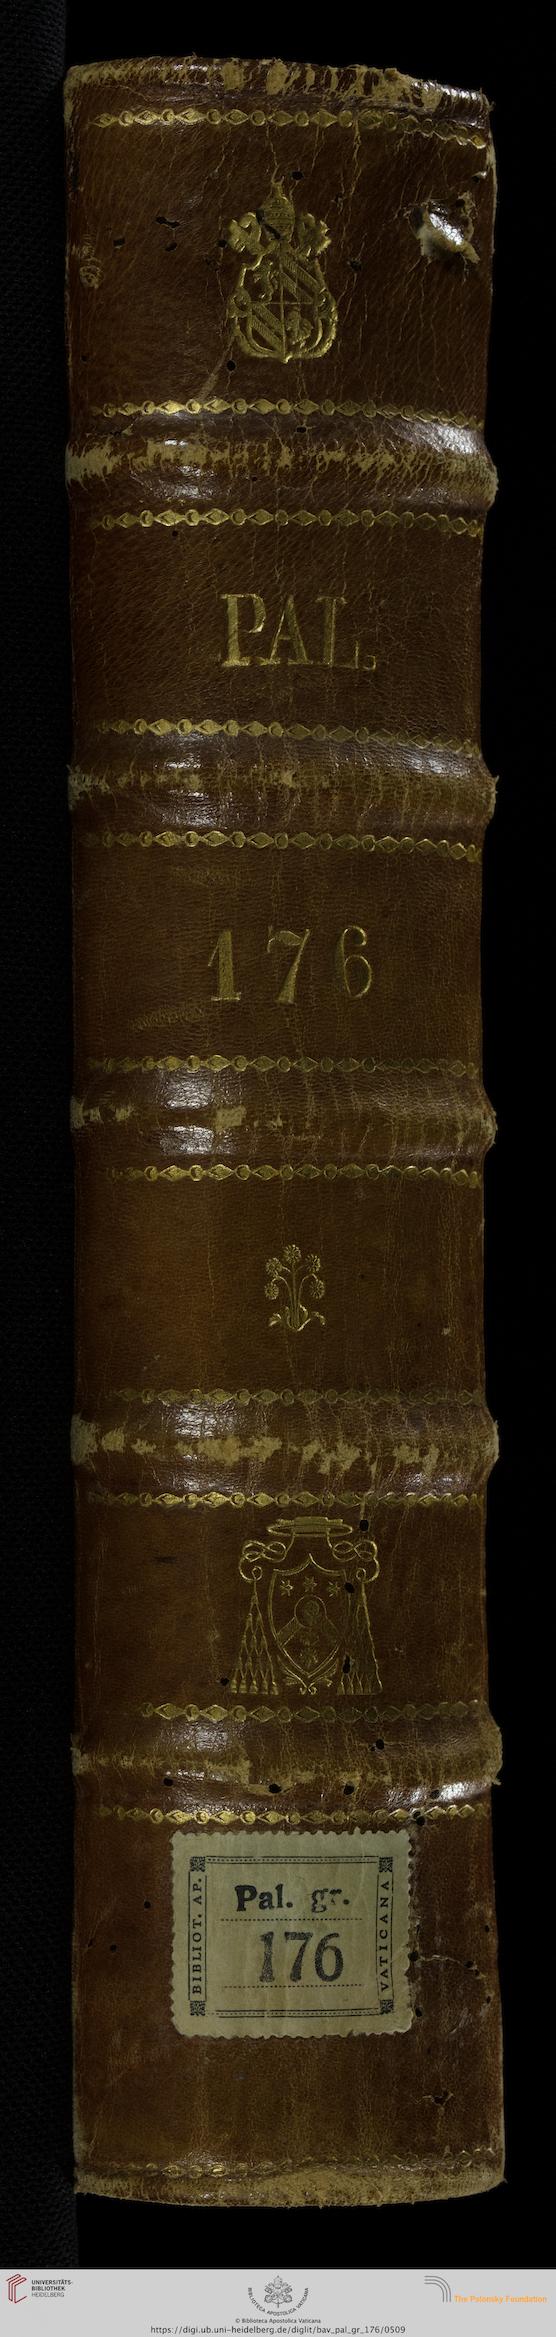 PAL.
176
Pal. gr.
176
BIBLIOT. AP.
VATICANA
UNIVERSITÄTS-
BIBLIOTHEK
HEIDELBERG
BIBLIOTECA APOSTOLICA VATICANA
The Polonsky Foundation
© Biblioteca Apostolica Vaticana
https://digi.ub.uni-heidelberg.de/diglit/bav_pal_gr_176/0509